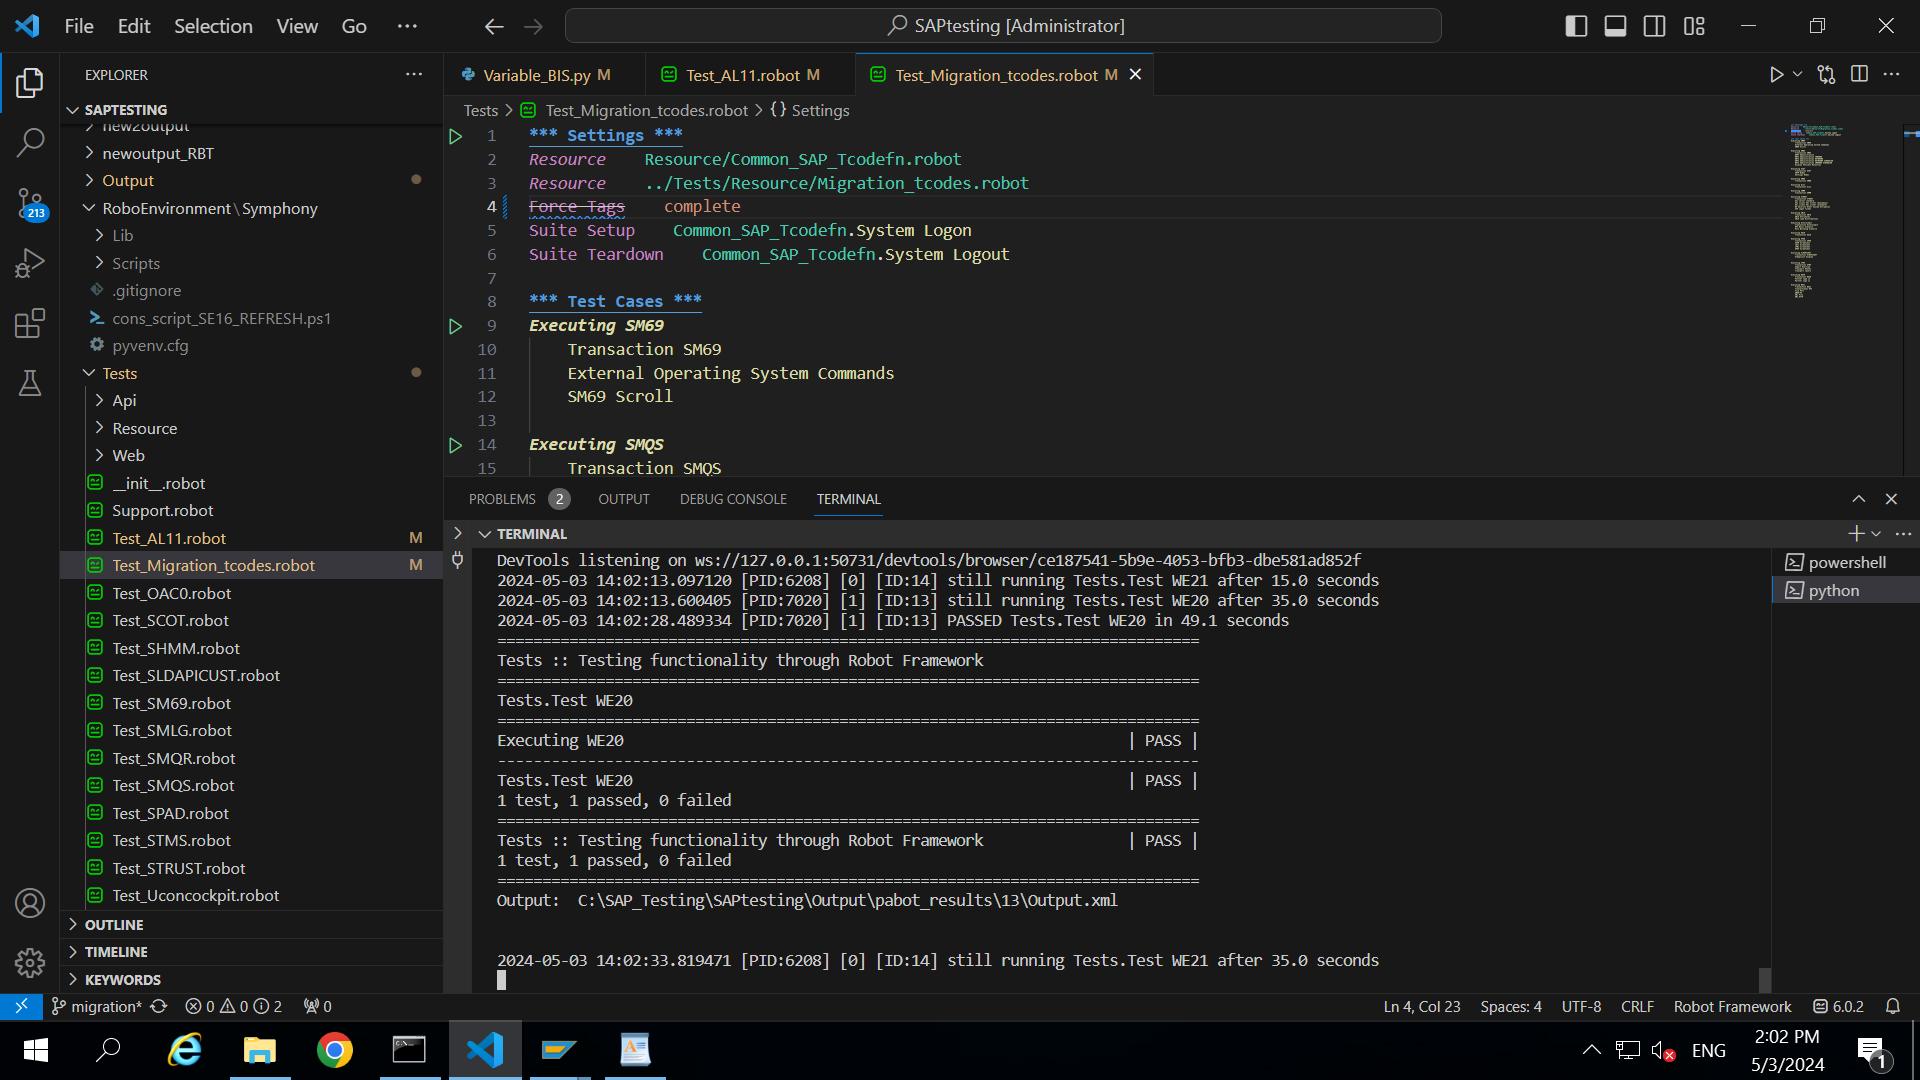 File Edit Selection View Go ···
SAPtesting [Administrator]
EXPLORER
SAPTESTING
new2output
newoutput_RBT
Output
RoboEnvironment\Symphony
Lib
Scripts
.gitignore
cons_script_SE16_REFRESH.ps1
pyvenv.cfg
Tests
Api
Resource
Web
__init__.robot
Support.robot
Test_AL11.robot M
Test_Migration_tcodes.robot M
Test_OAC0.robot
Test_SCOT.robot
Test_SHMM.robot
Test_SLDAPICUST.robot
Test_SM69.robot
Test_SMLG.robot
Test_SMQR.robot
Test_SMQS.robot
Test_SPAD.robot
Test_STMS.robot
Test_STRUST.robot
Test_Uconcockpit.robot
OUTLINE
TIMELINE
KEYWORDS
213
Variable_BIS.py M
Test_AL11.robot M
Test_Migration_tcodes.robot M
Tests > Test_Migration_tcodes.robot > {} Settings
1 *** Settings ***
2 Resource    Resource/Common_SAP_Tcodefn.robot
3 Resource    ../Tests/Resource/Migration_tcodes.robot
4 Force Tags    complete
5 Suite Setup    Common_SAP_Tcodefn.System Logon
6 Suite Teardown    Common_SAP_Tcodefn.System Logout
7
8 *** Test Cases ***
9 Executing SM69
10     Transaction SM69
11     External Operating System Commands
12     SM69 Scroll
13
14 Executing SMQS
15     Transaction SMQS
PROBLEMS 2 OUTPUT DEBUG CONSOLE TERMINAL
TERMINAL
DevTools listening on ws://127.0.0.1:50731/devtools/browser/ce187541-5b9e-4053-bfb3-dbe581ad852f
2024-05-03 14:02:13.097120 [PID:6208] [0] [ID:14] still running Tests.Test WE21 after 15.0 seconds
2024-05-03 14:02:13.600405 [PID:7020] [1] [ID:13] still running Tests.Test WE20 after 35.0 seconds
2024-05-03 14:02:28.489334 [PID:7020] [1] [ID:13] PASSED Tests.Test WE20 in 49.1 seconds
==============================================================================
Tests :: Testing functionality through Robot Framework
==============================================================================
Tests.Test WE20
==============================================================================
Executing WE20 | PASS |
------------------------------------------------------------------------------
Tests.Test WE20 | PASS |
1 test, 1 passed, 0 failed
==============================================================================
Tests :: Testing functionality through Robot Framework | PASS |
1 test, 1 passed, 0 failed
==============================================================================
Output:  C:\SAP_Testing\SAPtesting\Output\pabot_results\13\Output.xml
2024-05-03 14:02:33.819471 [PID:6208] [0] [ID:14] still running Tests.Test WE21 after 35.0 seconds
powershell
python
migration* 0 0 2 0
Ln 4, Col 23 Spaces: 4 UTF-8 CRLF Robot Framework 6.0.2
ENG
2:02 PM
5/3/2024
1